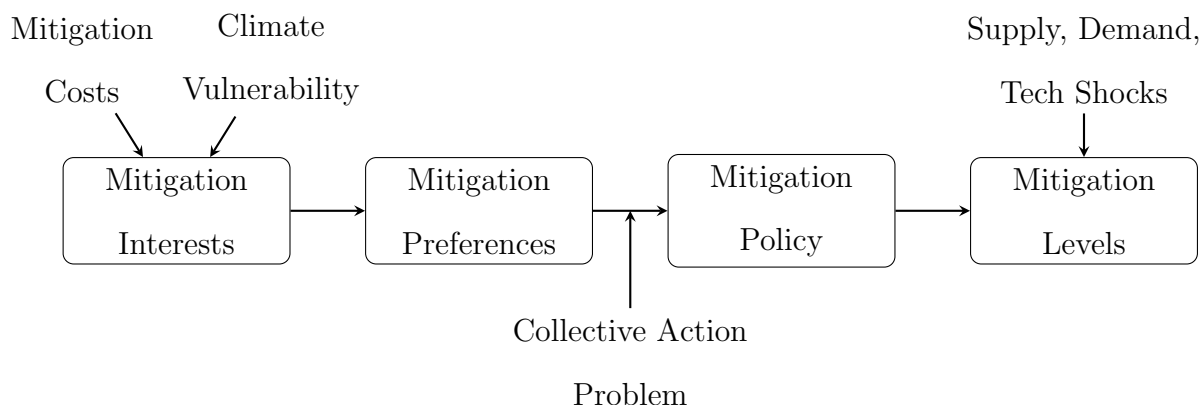 Mitigation
Costs
Climate
Vulnerability
Supply, Demand,
Tech Shocks
Mitigation
Interests
Mitigation
Preferences
Mitigation
Policy
Mitigation
Levels
Collective Action
Problem